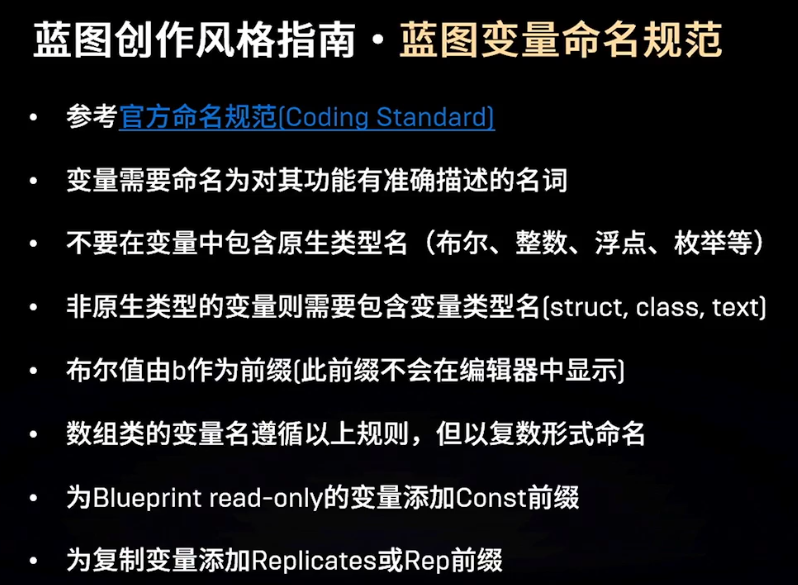 蓝图创作风格指南·蓝图变量命名规范
• 参考官方命名规范(Coding Standard)
• 变量需要命名为对其功能有准确描述的名词
• 不要在变量中包含原生类型名（布尔、整数、浮点、枚举等）
• 非原生类型的变量则需要包含变量类型名(struct, class, text)
• 布尔值由b作为前缀(此前缀不会在编辑器中显示)
• 数组类的变量名遵循以上规则，但以复数形式命名
• 为Blueprint read-only的变量添加Const前缀
• 为复制变量添加Replicates或Rep前缀